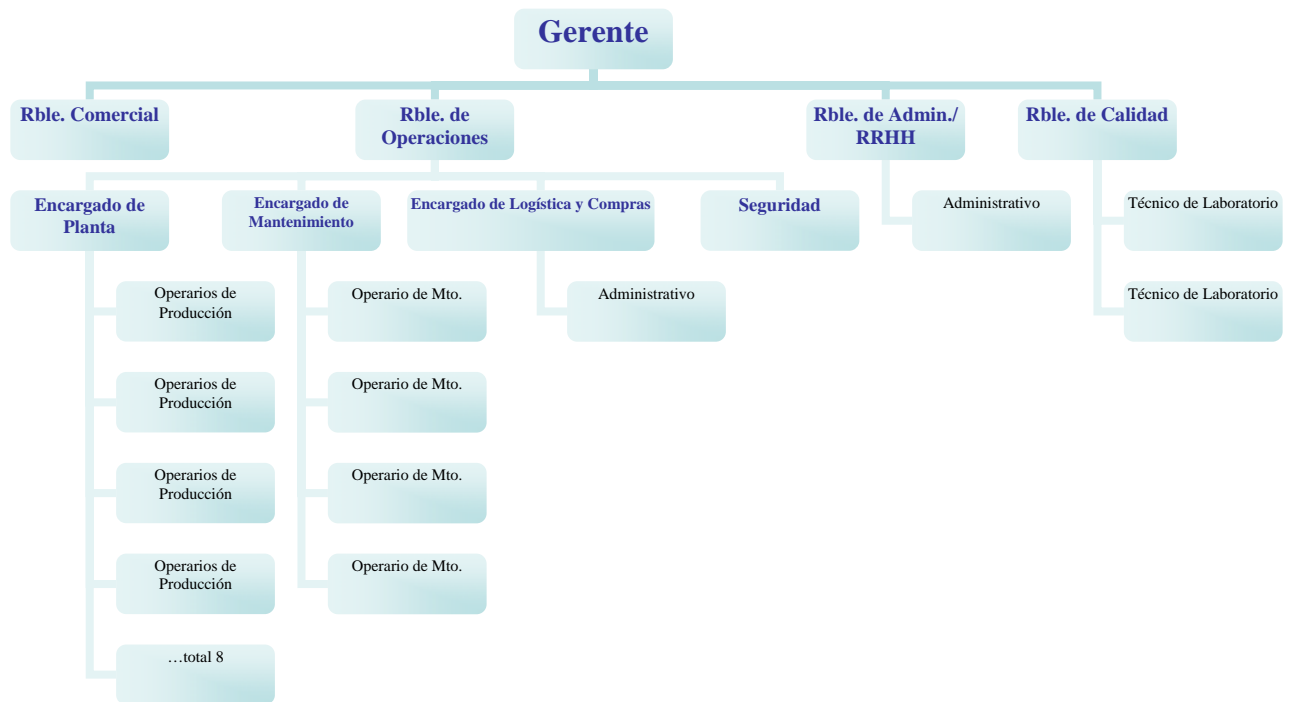 Gerente
Rble. Comercial
Rble. de
Operaciones
Rble. de Admin./
RRHH
Rble. de Calidad
Encargado de
Planta
Encargado de
Mantenimiento
Encargado de Logística y Compras
Seguridad
Administrativo
Técnico de Laboratorio
Operarios de
Producción
Operario de Mto.
Administrativo
Técnico de Laboratorio
Operarios de
Producción
Operario de Mto.
Operarios de
Producción
Operario de Mto.
Operarios de
Producción
Operario de Mto.
…total 8